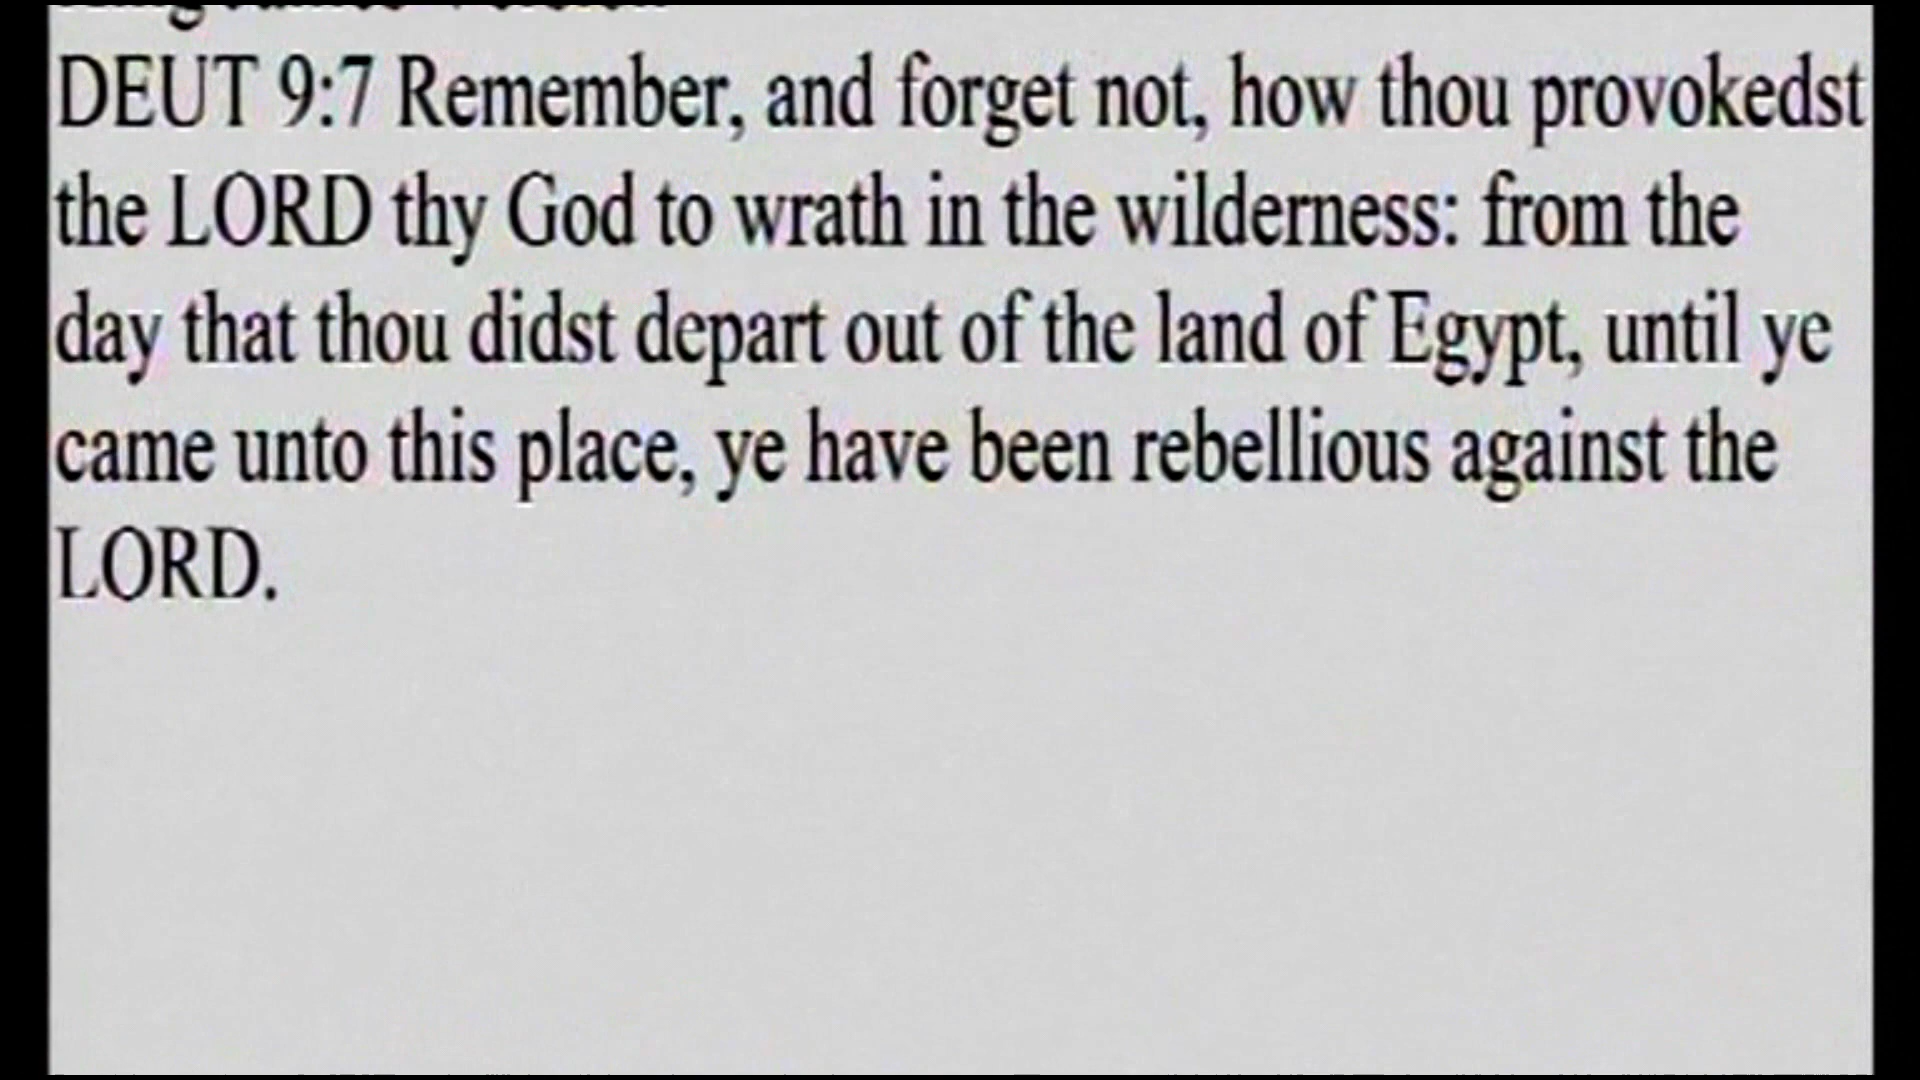 DEUT 9:7 Remember, and forget not, how thou provokedst
the LORD thy God to wrath in the wilderness: from the
day that thou didst depart out of the land of Egypt, until ye
came unto this place, ye have been rebellious against the
LORD.